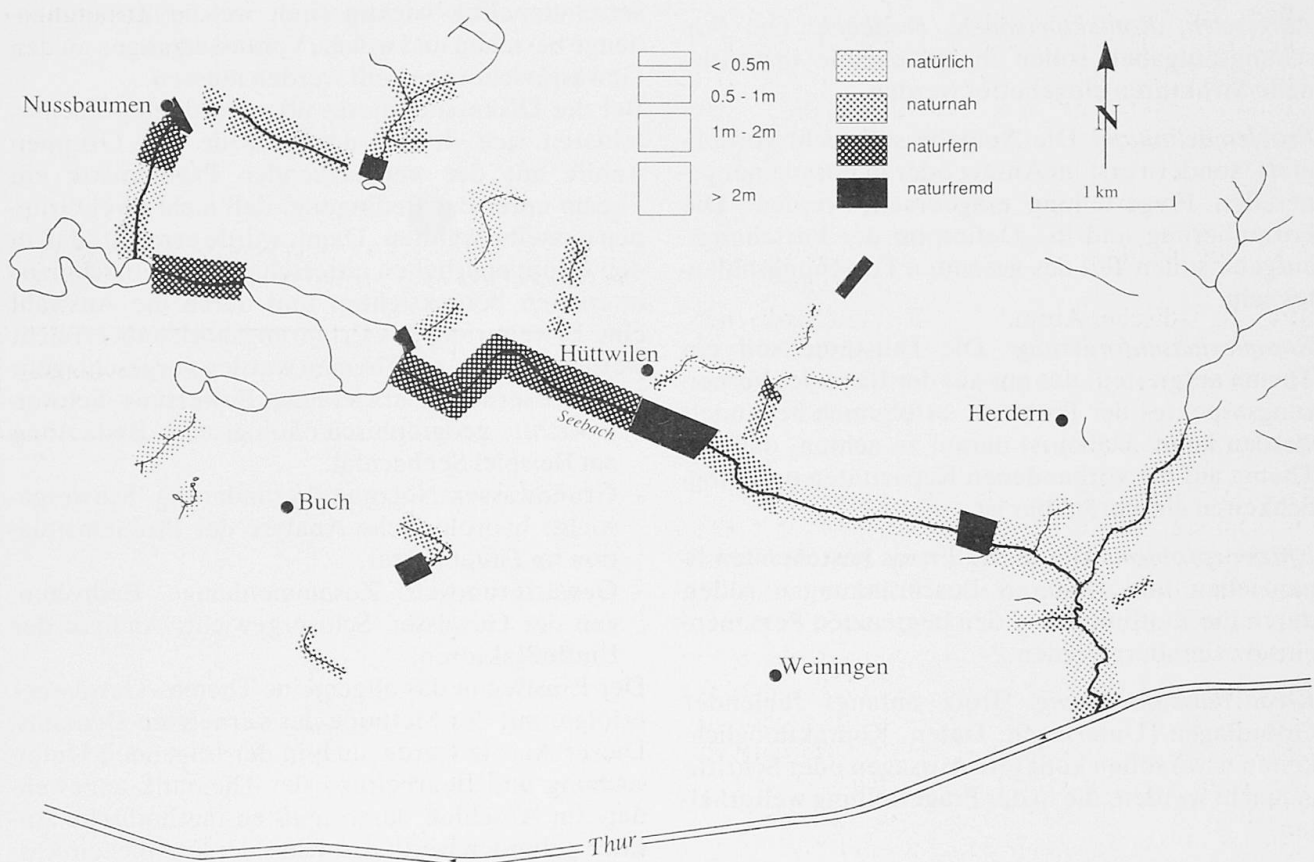 < 0.5m
0.5 - 1m
1m - 2m
2m
natürlich
naturnah
naturfern
naturfremd
N
1 km
Nussbaumen
Hüttwilen
Seebach
Herdern
Buch
Weiningen
Thur